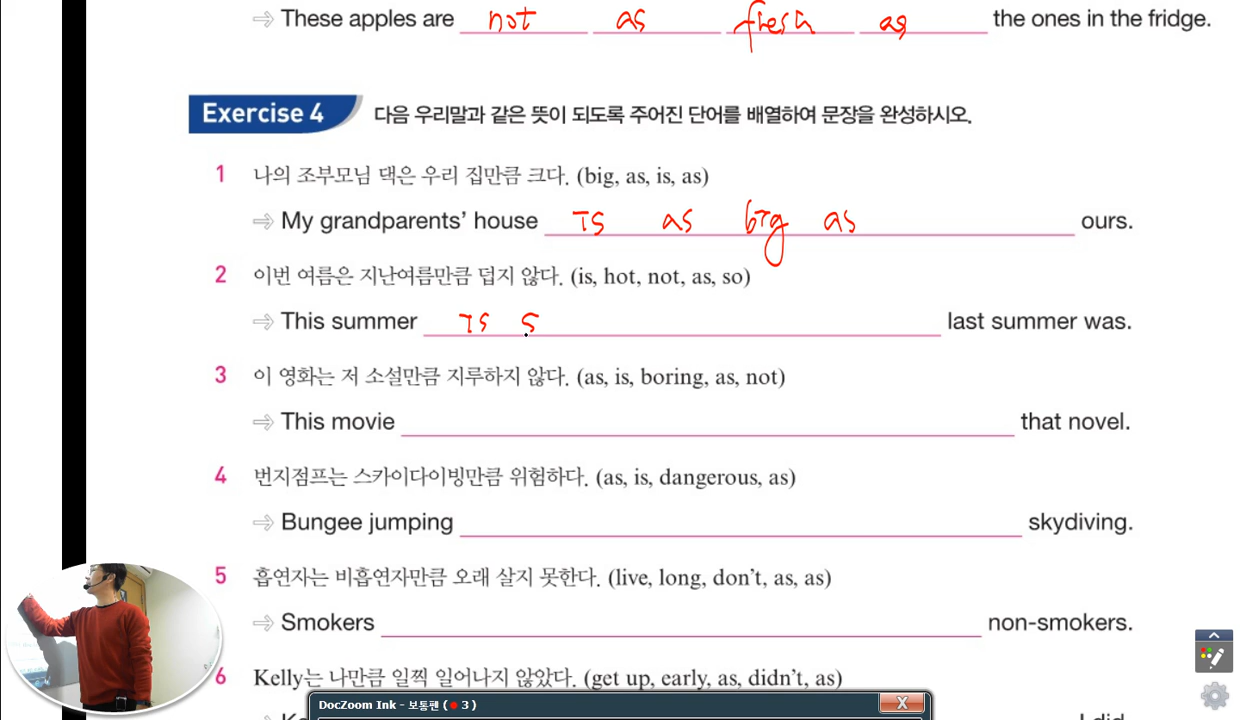 ⇨ These apples are not as fresh as the ones in the fridge.
Exercise 4 다음 우리말과 같은 뜻이 되도록 주어진 단어를 배열하여 문장을 완성하시오.
1 나의 조부모님 댁은 우리 집만큼 크다. (big, as, is, as)
⇨ My grandparents' house is as big as ours.
2 이번 여름은 지난여름만큼 덥지 않다. (is, hot, not, as, so)
⇨ This summer is s last summer was.
3 이 영화는 저 소설만큼 지루하지 않다. (as, is, boring, as, not)
⇨ This movie that novel.
4 번지점프는 스카이다이빙만큼 위험하다. (as, is, dangerous, as)
⇨ Bungee jumping skydiving.
5 흡연자는 비흡연자만큼 오래 살지 못한다. (live, long, don't, as, as)
⇨ Smokers non-smokers.
6 Kelly는 나만큼 일찍 일어나지 않았다. (get up, early, as, didn't, as)
DocZoom Ink - 보통펜 (● 3) X